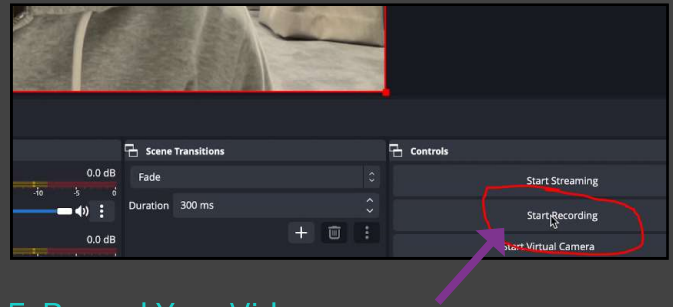 Scene Transitions
Controls
0.0 dB
Fade
Start Streaming
-10 -5 0
Duration 300 ms
Start Recording
0.0 dB
Start Virtual Camera